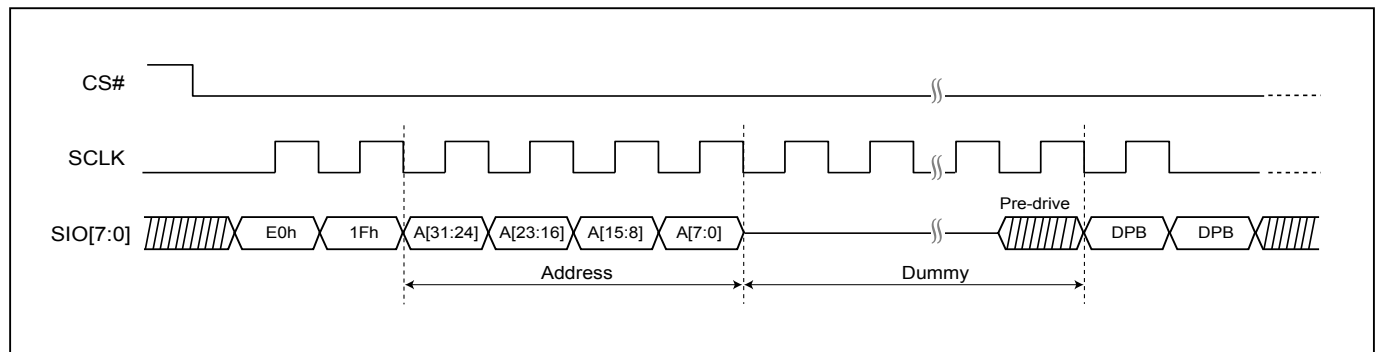 CS#
SCLK
Pre-drive
SIO[7:0] E0h 1Fh A[31:24] A[23:16] A[15:8] A[7:0] DPB DPB
Address Dummy